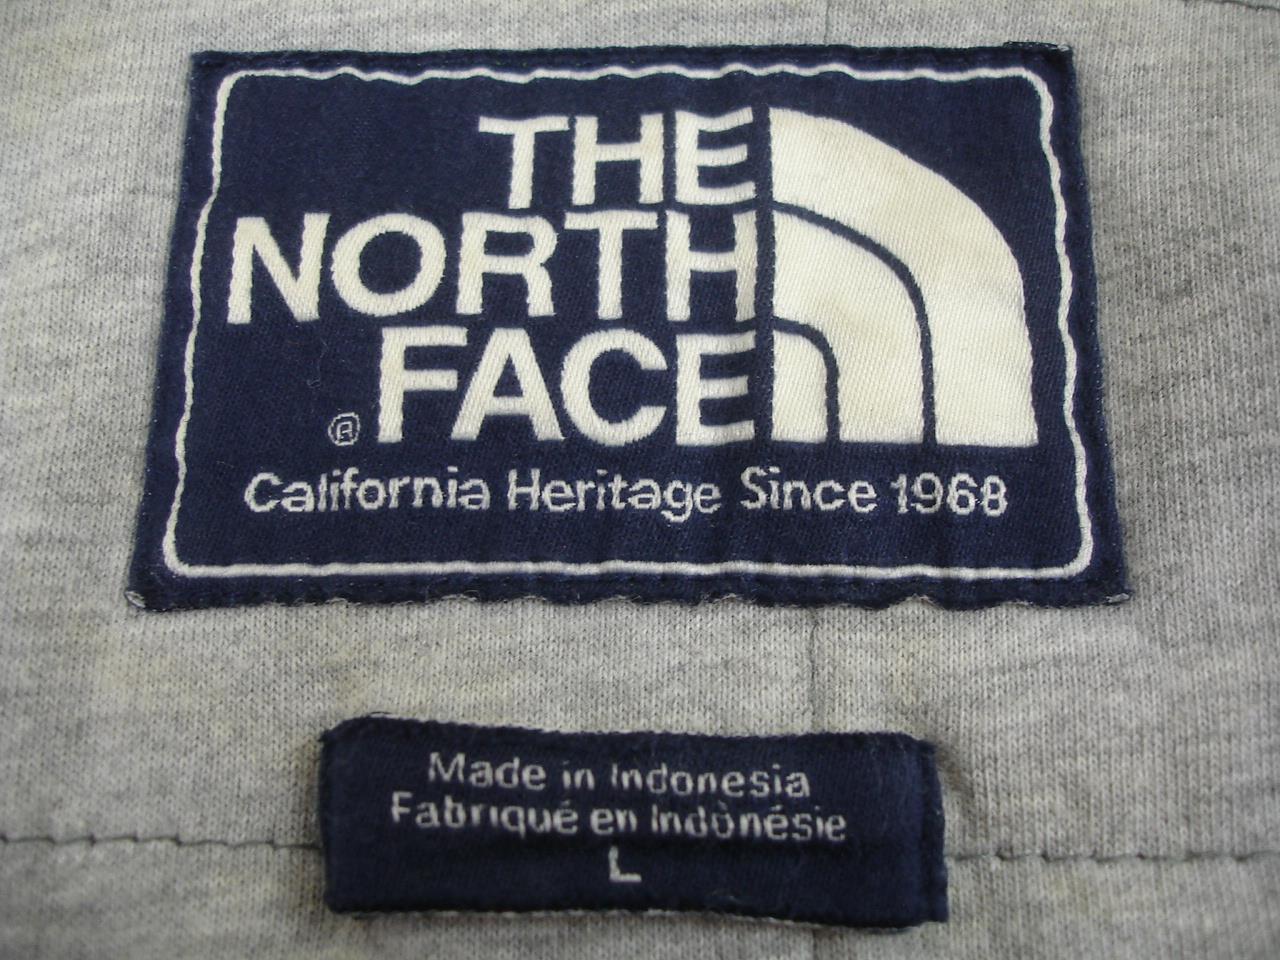 THE
NORTH
FACE
®
California Heritage Since 1968
Made in Indonesia
Fabriqué en Indònésie
L